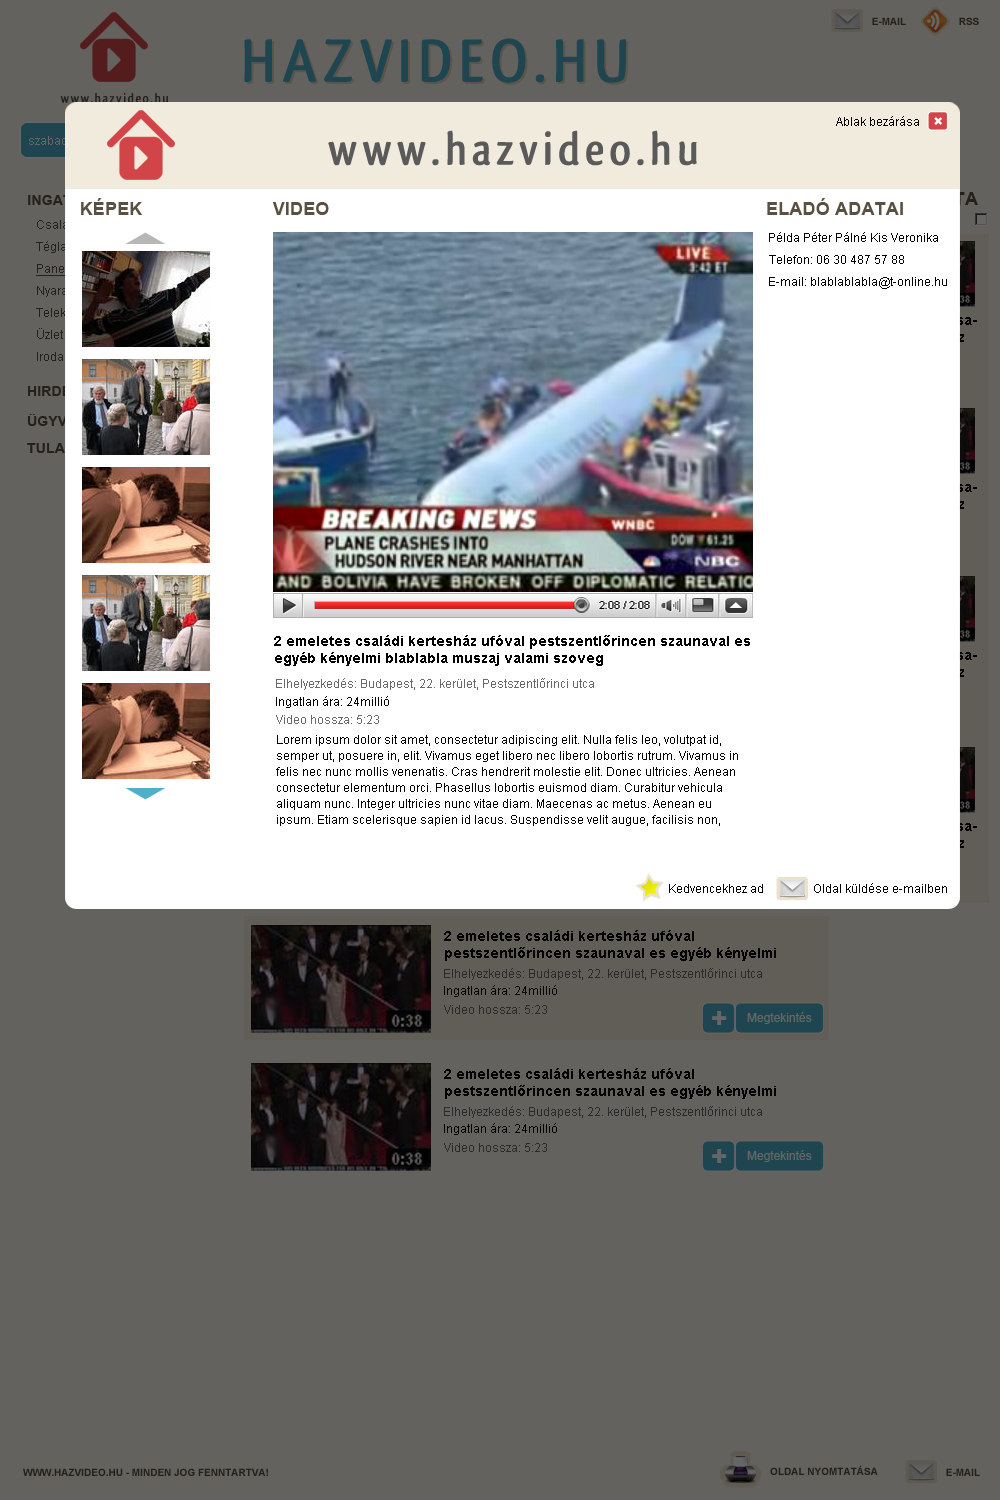 E-MAIL
RSS
HAZVIDEO.HU
www.hazvideo.hu
Ablak bezárása
www.hazvideo.hu
KÉPEK
VIDEO
ELADÓ ADATAI
Példa Péter Pálné Kis Veronika
Telefon: 06 30 487 57 88
E-mail: blablablabla@t-online.hu
LIVE
3:42 ET
BREAKING NEWS
WNBC
PLANE CRASHES INTO
HUDSON RIVER NEAR MANHATTAN
DOW ▼ 61.25
NBC
AND BOLIVIA HAVE BROKEN OFF DIPLOMATIC RELATIO
2:08 / 2:08
2 emeletes családi kertesház ufóval pestszentlőrincen szaunaval es
egyéb kényelmi blablabla muszaj valami szoveg
Elhelyezkedés: Budapest, 22. kerület, Pestszentlőrinci utca
Ingatlan ára: 24millió
Video hossza: 5:23
Lorem ipsum dolor sit amet, consectetur adipiscing elit. Nulla felis leo, volutpat id,
semper ut, posuere in, elit. Vivamus eget libero nec libero lobortis rutrum. Vivamus in
felis nec nunc mollis venenatis. Cras hendrerit molestie elit. Donec ultricies. Aenean
consectetur elementum orci. Phasellus lobortis euismod diam. Curabitur vehicula
aliquam nunc. Integer ultricies nunc vitae diam. Maecenas ac metus. Aenean eu
ipsum. Etiam scelerisque sapien id lacus. Suspendisse velit augue, facilisis non,
Kedvencekhez ad
Oldal küldése e-mailben
szabad
INGAT
Csalá
Tégla
Pane
Nyara
Telek
Üzlet
Iroda
HIRDE
ÜGYV
TULA
TA
38
sa-
z
38
sa-
z
38
sa-
z
38
sa-
z
2 emeletes családi kertesház ufóval
pestszentlőrincen szaunaval es egyéb kényelmi
Elhelyezkedés: Budapest, 22. kerület, Pestszentlőrinci utca
Ingatlan ára: 24millió
Video hossza: 5:23
0:38
Megtekintés
2 emeletes családi kertesház ufóval
pestszentlőrincen szaunaval es egyéb kényelmi
Elhelyezkedés: Budapest, 22. kerület, Pestszentlőrinci utca
Ingatlan ára: 24millió
Video hossza: 5:23
0:38
Megtekintés
WWW.HAZVIDEO.HU - MINDEN JOG FENNTARTVA!
OLDAL NYOMTATÁSA
E-MAIL